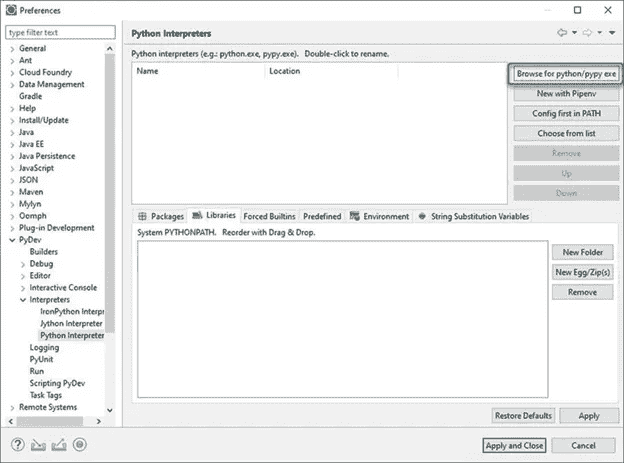 Preferences
type filter text
General
Ant
Cloud Foundry
Data Management
Gradle
Help
Install/Update
Java
Java EE
Java Persistence
JavaScript
JSON
Maven
Mylyn
Oomph
Plug-in Development
PyDev
Builders
Debug
Editor
Interactive Console
Interpreters
IronPython Interpr
Jython Interpreter
Python Interpreter
Logging
PyUnit
Run
Scripting PyDev
Task Tags
Remote Systems
Python Interpreters
Python interpreters (e.g.: python.exe, pypy.exe). Double-click to rename.
Name Location
Browse for python/pypy exe
New with Pipenv
Config first in PATH
Choose from list
Remove
Up
Down
Packages Libraries Forced Builtins Predefined Environment String Substitution Variables
System PYTHONPATH. Reorder with Drag & Drop.
New Folder
New Egg/Zip(s)
Remove
Restore Defaults Apply
Apply and Close Cancel